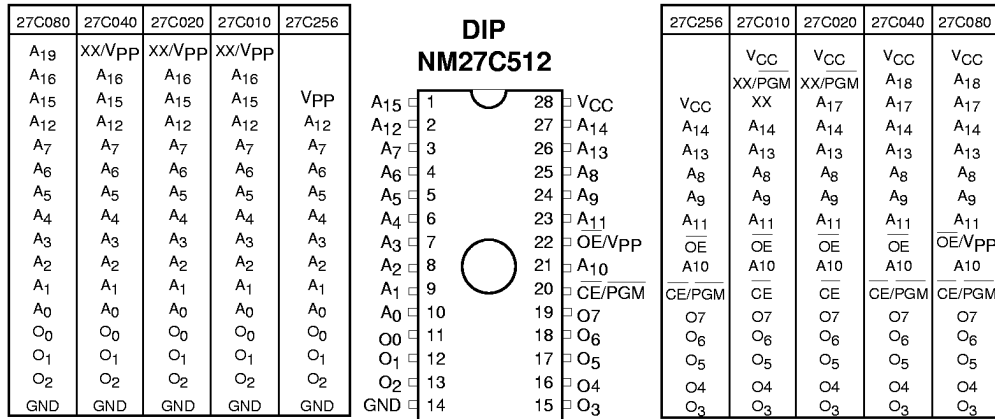 27C080 27C040 27C020 27C010 27C256
A19 XX/VPP XX/VPP XX/VPP
A16 A16 A16 A16
A15 A15 A15 A15 VPP
A12 A12 A12 A12 A12
A7 A7 A7 A7 A7
A6 A6 A6 A6 A6
A5 A5 A5 A5 A5
A4 A4 A4 A4 A4
A3 A3 A3 A3 A3
A2 A2 A2 A2 A2
A1 A1 A1 A1 A1
A0 A0 A0 A0 A0
O0 O0 O0 O0 O0
O1 O1 O1 O1 O1
O2 O2 O2 O2 O2
GND GND GND GND GND
DIP
NM27C512
A15 1 28 VCC
A12 2 27 A14
A7 3 26 A13
A6 4 25 A8
A5 5 24 A9
A4 6 23 A11
A3 7 22 OE/VPP
A2 8 21 A10
A1 9 20 CE/PGM
A0 10 19 O7
O0 11 18 O6
O1 12 17 O5
O2 13 16 O4
GND 14 15 O3
27C256 27C010 27C020 27C040 27C080
VCC VCC VCC VCC
XX/PGM XX/PGM A18 A18
VCC XX A17 A17 A17
A14 A14 A14 A14 A14
A13 A13 A13 A13 A13
A8 A8 A8 A8 A8
A9 A9 A9 A9 A9
A11 A11 A11 A11 A11
OE OE OE OE OE/VPP
A10 A10 A10 A10 A10
CE/PGM CE CE CE/PGM CE/PGM
O7 O7 O7 O7 O7
O6 O6 O6 O6 O6
O5 O5 O5 O5 O5
O4 O4 O4 O4 O4
O3 O3 O3 O3 O3